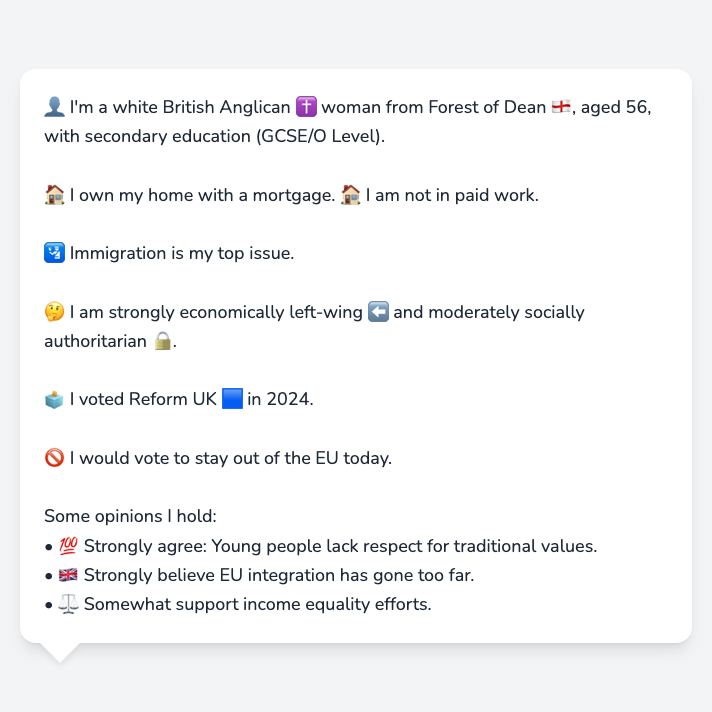 👤 I'm a white British Anglican ✝️ woman from Forest of Dean 🏴󠁧󠁢󠁥󠁮󠁧󠁿, aged 56,
with secondary education (GCSE/O Level).
🏠 I own my home with a mortgage. 🏠 I am not in paid work.
🛂 Immigration is my top issue.
🤔 I am strongly economically left-wing ⬅️ and moderately socially
authoritarian 🔒.
🗳️ I voted Reform UK 🟦 in 2024.
🚫 I would vote to stay out of the EU today.
Some opinions I hold:
• 💯 Strongly agree: Young people lack respect for traditional values.
• 🇬🇧 Strongly believe EU integration has gone too far.
• ⚖️ Somewhat support income equality efforts.